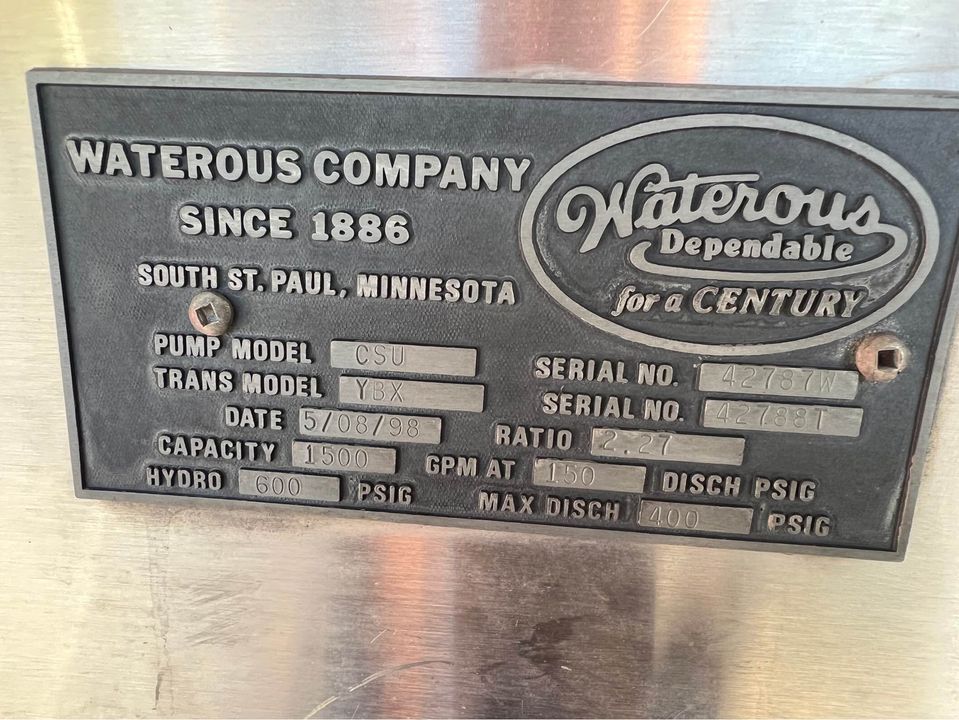 WATEROUS COMPANY
SINCE 1886
SOUTH ST. PAUL, MINNESOTA
Waterous
Dependable
for a CENTURY
PUMP MODEL CSU SERIAL NO. 42787W
TRANS MODEL YBX SERIAL NO. 42788T
DATE 5/08/98 RATIO 2.27
CAPACITY 1500 GPM AT 150 DISCH PSIG
HYDRO 600 PSIG MAX DISCH 400 PSIG